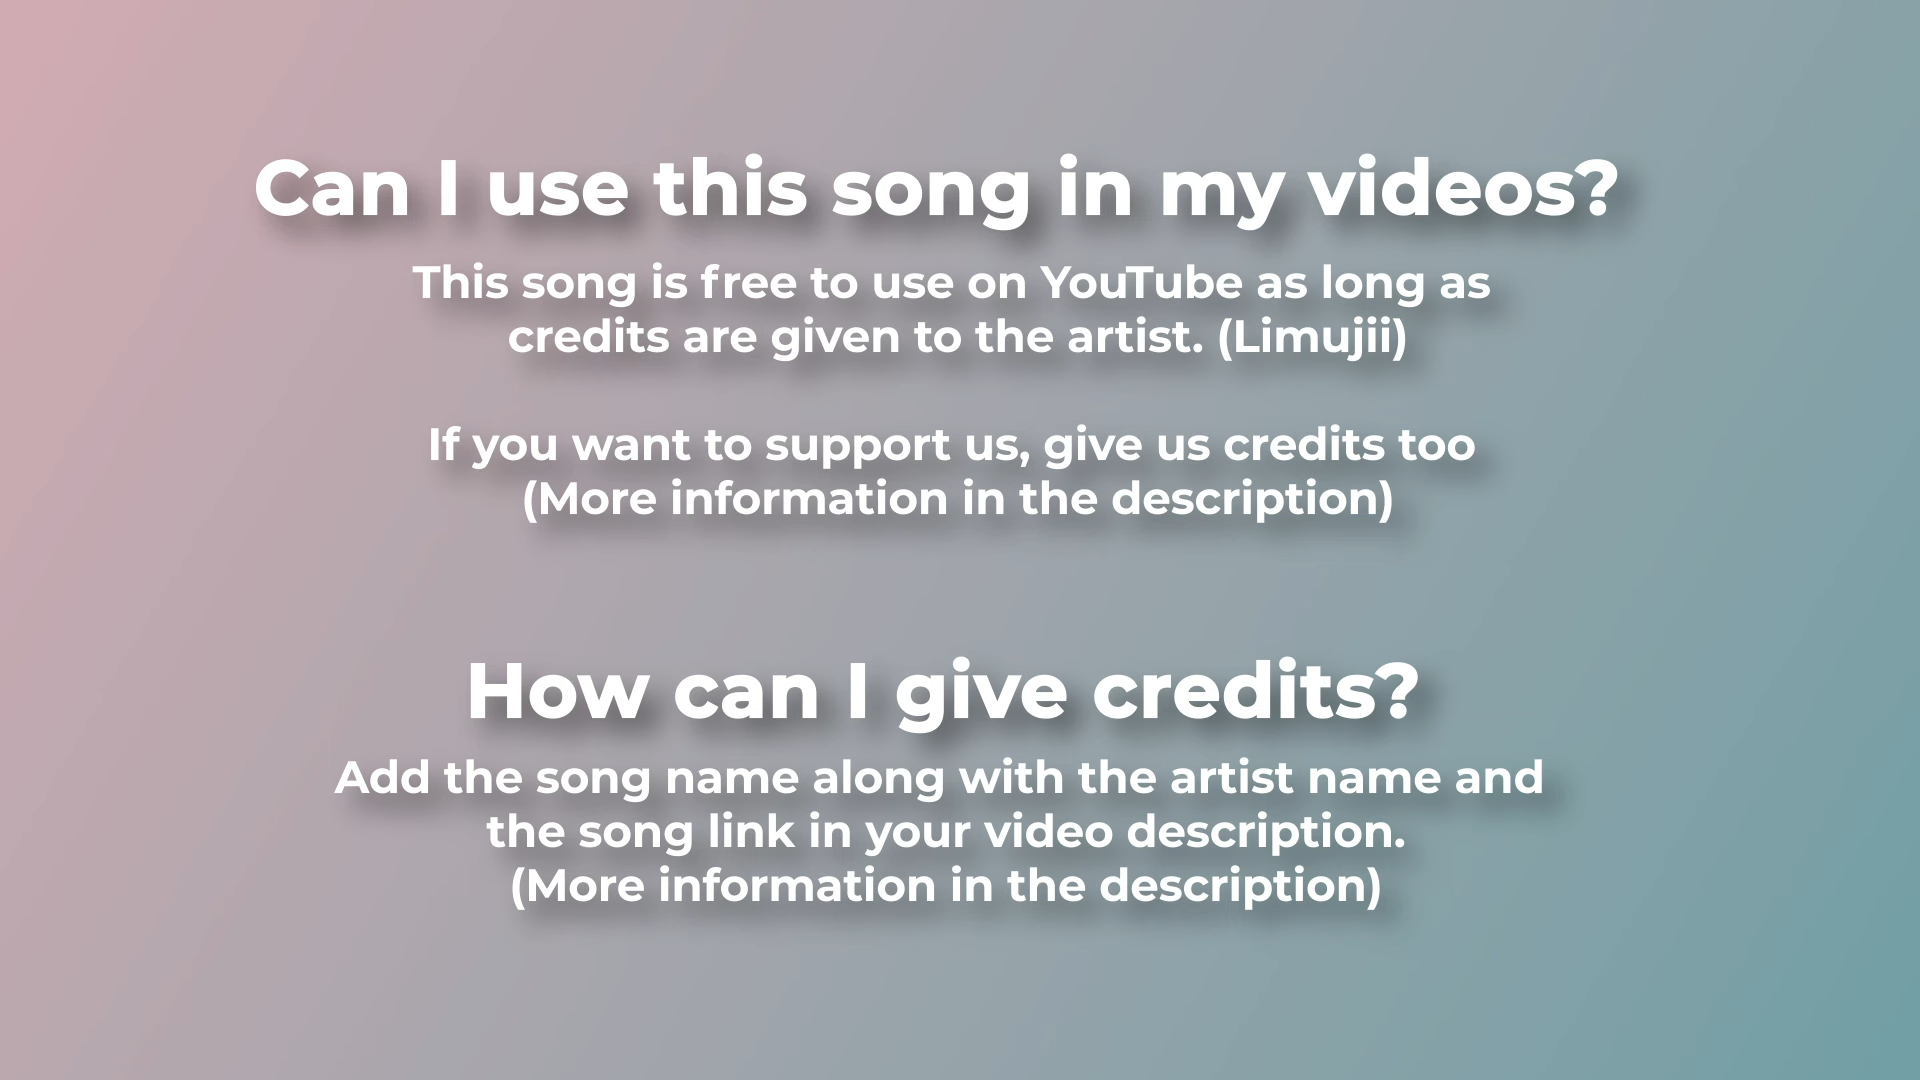 Can I use this song in my videos?
This song is free to use on YouTube as long as
credits are given to the artist. (Limujii)
If you want to support us, give us credits too
(More information in the description)
How can I give credits?
Add the song name along with the artist name and
the song link in your video description.
(More information in the description)